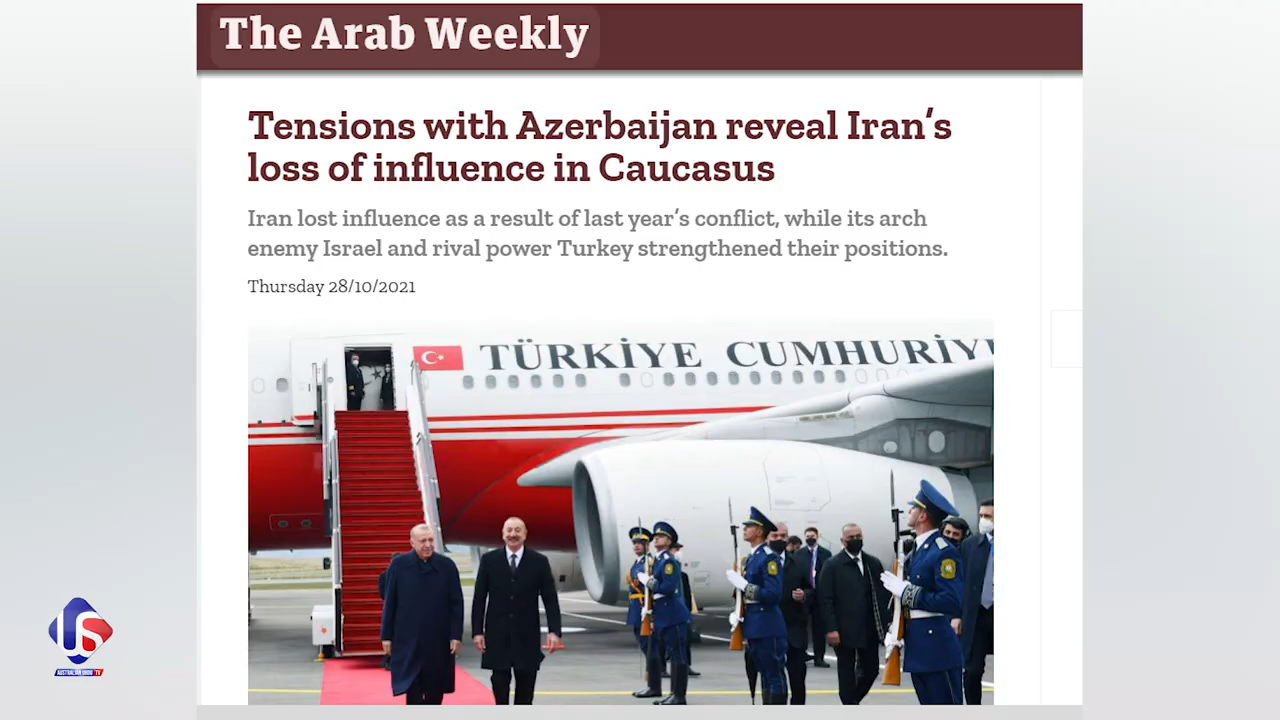 The Arab Weekly
Tensions with Azerbaijan reveal Iran’s
loss of influence in Caucasus
Iran lost influence as a result of last year’s conflict, while its arch
enemy Israel and rival power Turkey strengthened their positions.
Thursday 28/10/2021
TÜRKİYE CUMHURİY
US
TV